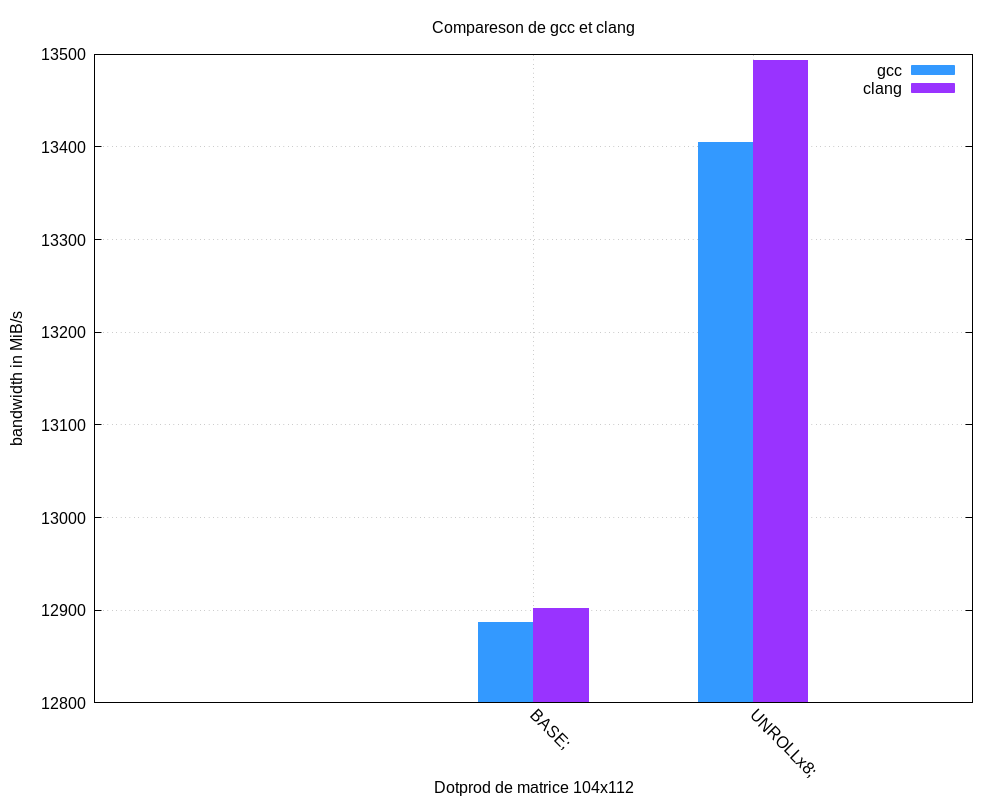 Compareson de gcc et clang
gcc
clang
13500
13400
13300
13200
13100
13000
12900
12800
bandwidth in MiB/s
BASE;
UNROLLx8;
Dotprod de matrice 104x112